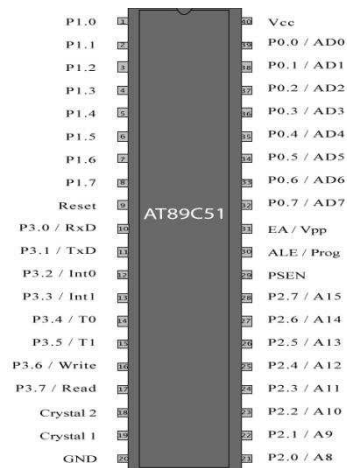 P1.0 1 40 Vcc
P1.1 2 39 P0.0 / AD0
P1.2 3 38 P0.1 / AD1
P1.3 4 37 P0.2 / AD2
P1.4 5 36 P0.3 / AD3
P1.5 6 35 P0.4 / AD4
P1.6 7 34 P0.5 / AD5
P1.7 8 33 P0.6 / AD6
Reset 9 32 P0.7 / AD7
AT89C51
P3.0 / RxD 10 31 EA / Vpp
P3.1 / TxD 11 30 ALE / Prog
P3.2 / Int0 12 29 PSEN
P3.3 / Int1 13 28 P2.7 / A15
P3.4 / T0 14 27 P2.6 / A14
P3.5 / T1 15 26 P2.5 / A13
P3.6 / Write 16 25 P2.4 / A12
P3.7 / Read 17 24 P2.3 / A11
Crystal 2 18 23 P2.2 / A10
Crystal 1 19 22 P2.1 / A9
GND 20 21 P2.0 / A8